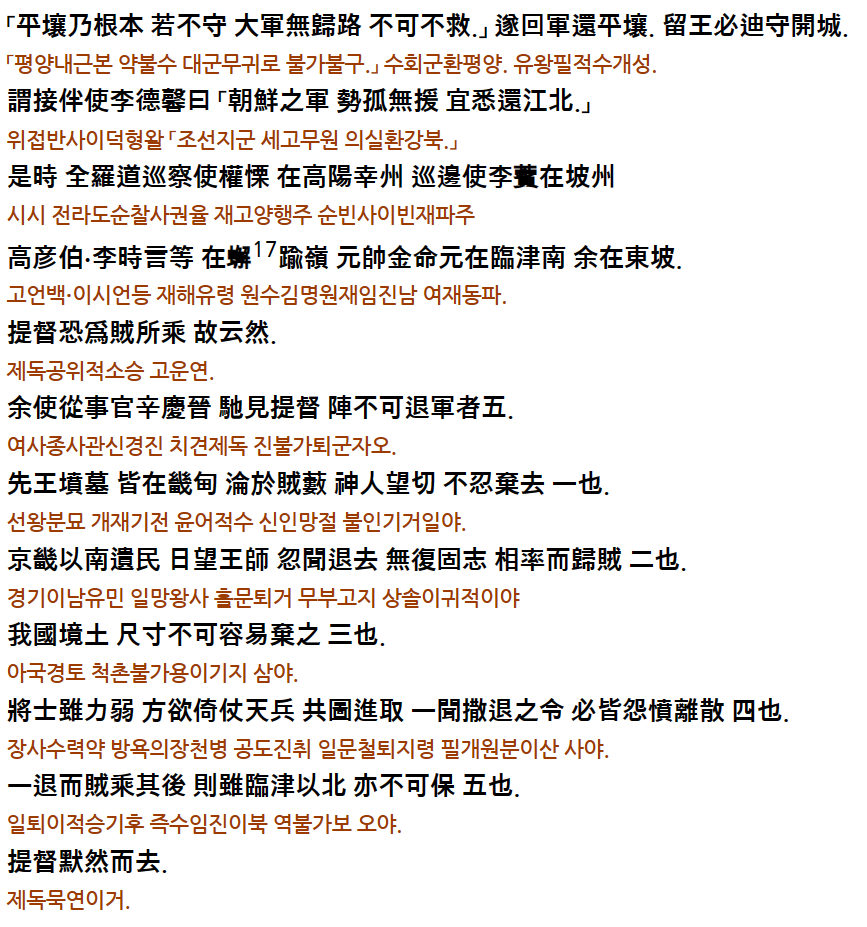 「平壤乃根本 若不守 大軍無歸路 不可不救.」 遂回軍還平壤. 留王必迪守開城.
「평양내근본 약불수 대군무귀로 불가불구.」 수회군환평양. 유왕필적수개성.
謂接伴使李德馨曰 「朝鮮之軍 勢孤無援 宜悉還江北.」
위접반사이덕형왈 「조선지군 세고무원 의실환강북.」
是時 全羅道巡察使權慄 在高陽幸州 巡邊使李薲在坡州
시시 전라도순찰사권율 재고양행주 순빈사이빈재파주
高彦伯·李時言等 在蠏17踰嶺 元帥金命元在臨津南 余在東坡.
고언백·이시언등 재해유령 원수김명원재임진남 여재동파.
提督恐爲賊所乘 故云然.
제독공위적소승 고운연.
余使從事官辛慶晉 馳見提督 陣不可退軍者五.
여사종사관신경진 치견제독 진불가퇴군자오.
先王墳墓 皆在畿甸 淪於賊藪 神人望切 不忍棄去 一也.
선왕분묘 개재기전 윤어적수 신인망절 불인기거일야.
京畿以南遺民 日望王師 忽聞退去 無復固志 相率而歸賊 二也.
경기이남유민 일망왕사 홀문퇴거 무부고지 상솔이귀적이야
我國境土 尺寸不可容易棄之 三也.
아국경토 척촌불가용이기지 삼야.
將士雖力弱 方欲倚仗天兵 共圖進取 一聞撤退之令 必皆怨憤離散 四也.
장사수력약 방욕의장천병 공도진취 일문철퇴지령 필개원분이산 사야.
一退而賊乘其後 則雖臨津以北 亦不可保 五也.
일퇴이적승기후 즉수임진이북 역불가보 오야.
提督默然而去.
제독묵연이거.